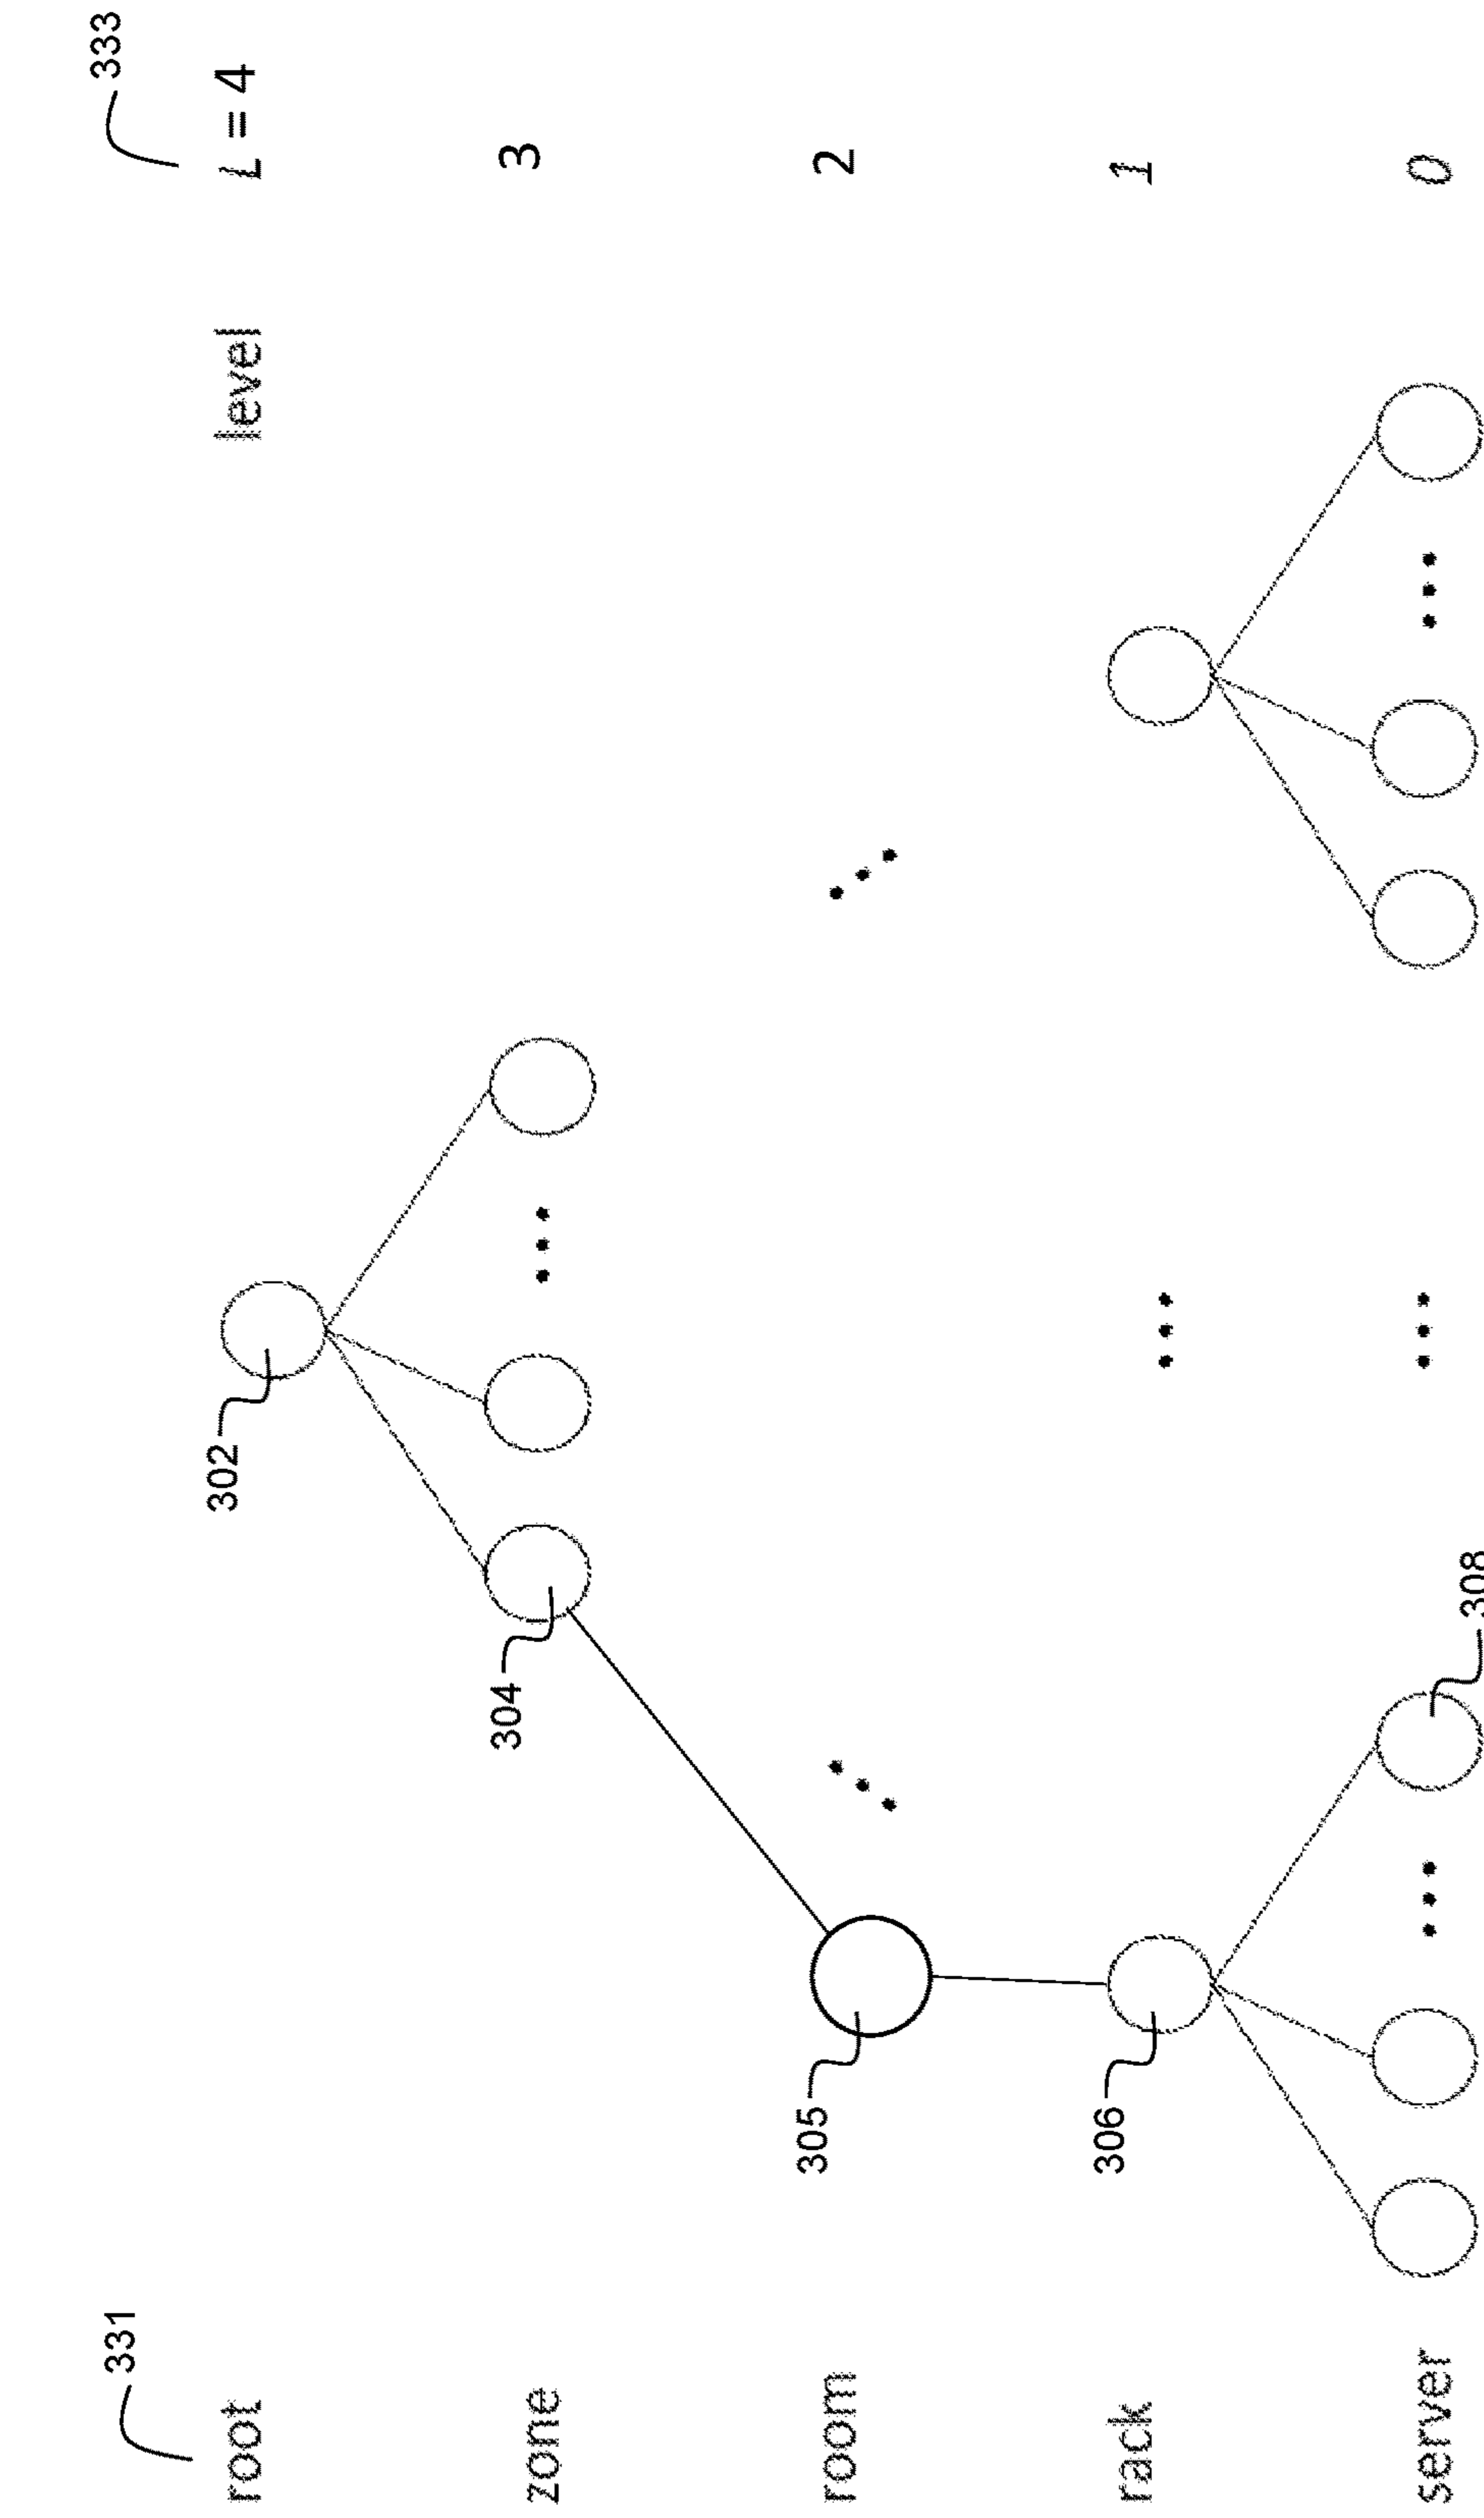 331
333
root
level
L = 4
302
zone
304
3
room
305
2
rack
306
1
server
308
0